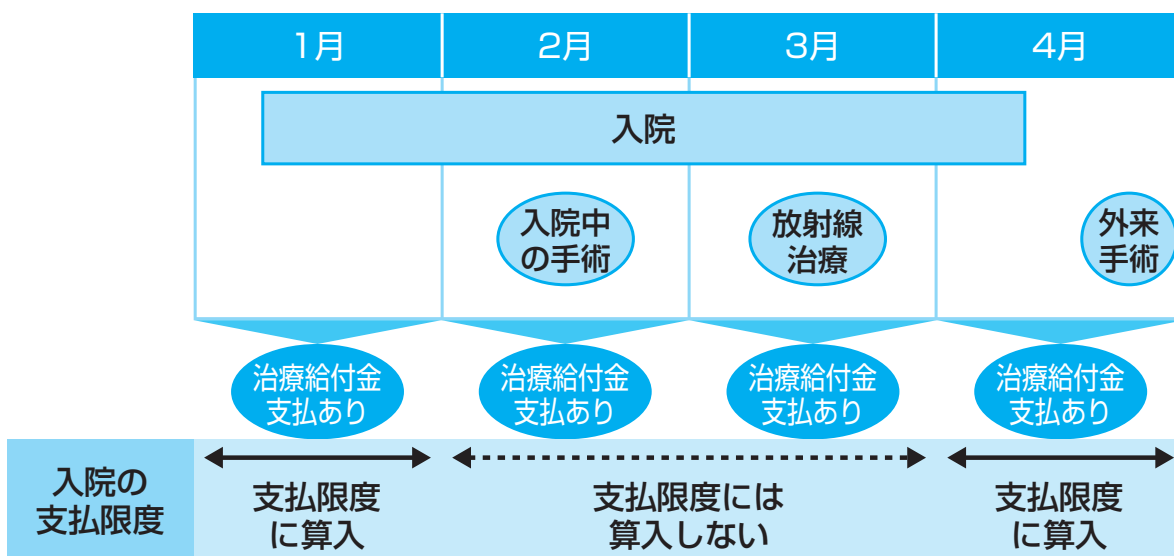 1月
2月
3月
4月
入院
入院中
の手術
放射線
治療
外来
手術
治療給付金
支払あり
治療給付金
支払あり
治療給付金
支払あり
治療給付金
支払あり
入院の
支払限度
支払限度
に算入
支払限度には
算入しない
支払限度
に算入